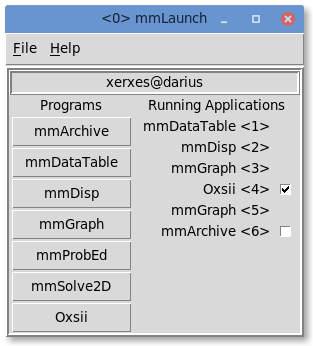 <0> mmLaunch
File Help
xerxes@darius
Programs
Running Applications
mmArchive
mmDataTable
mmDisp
mmGraph
mmProbEd
mmSolve2D
Oxsii
mmDataTable <1>
mmDisp <2>
mmGraph <3>
Oxsii <4>
mmGraph <5>
mmArchive <6>